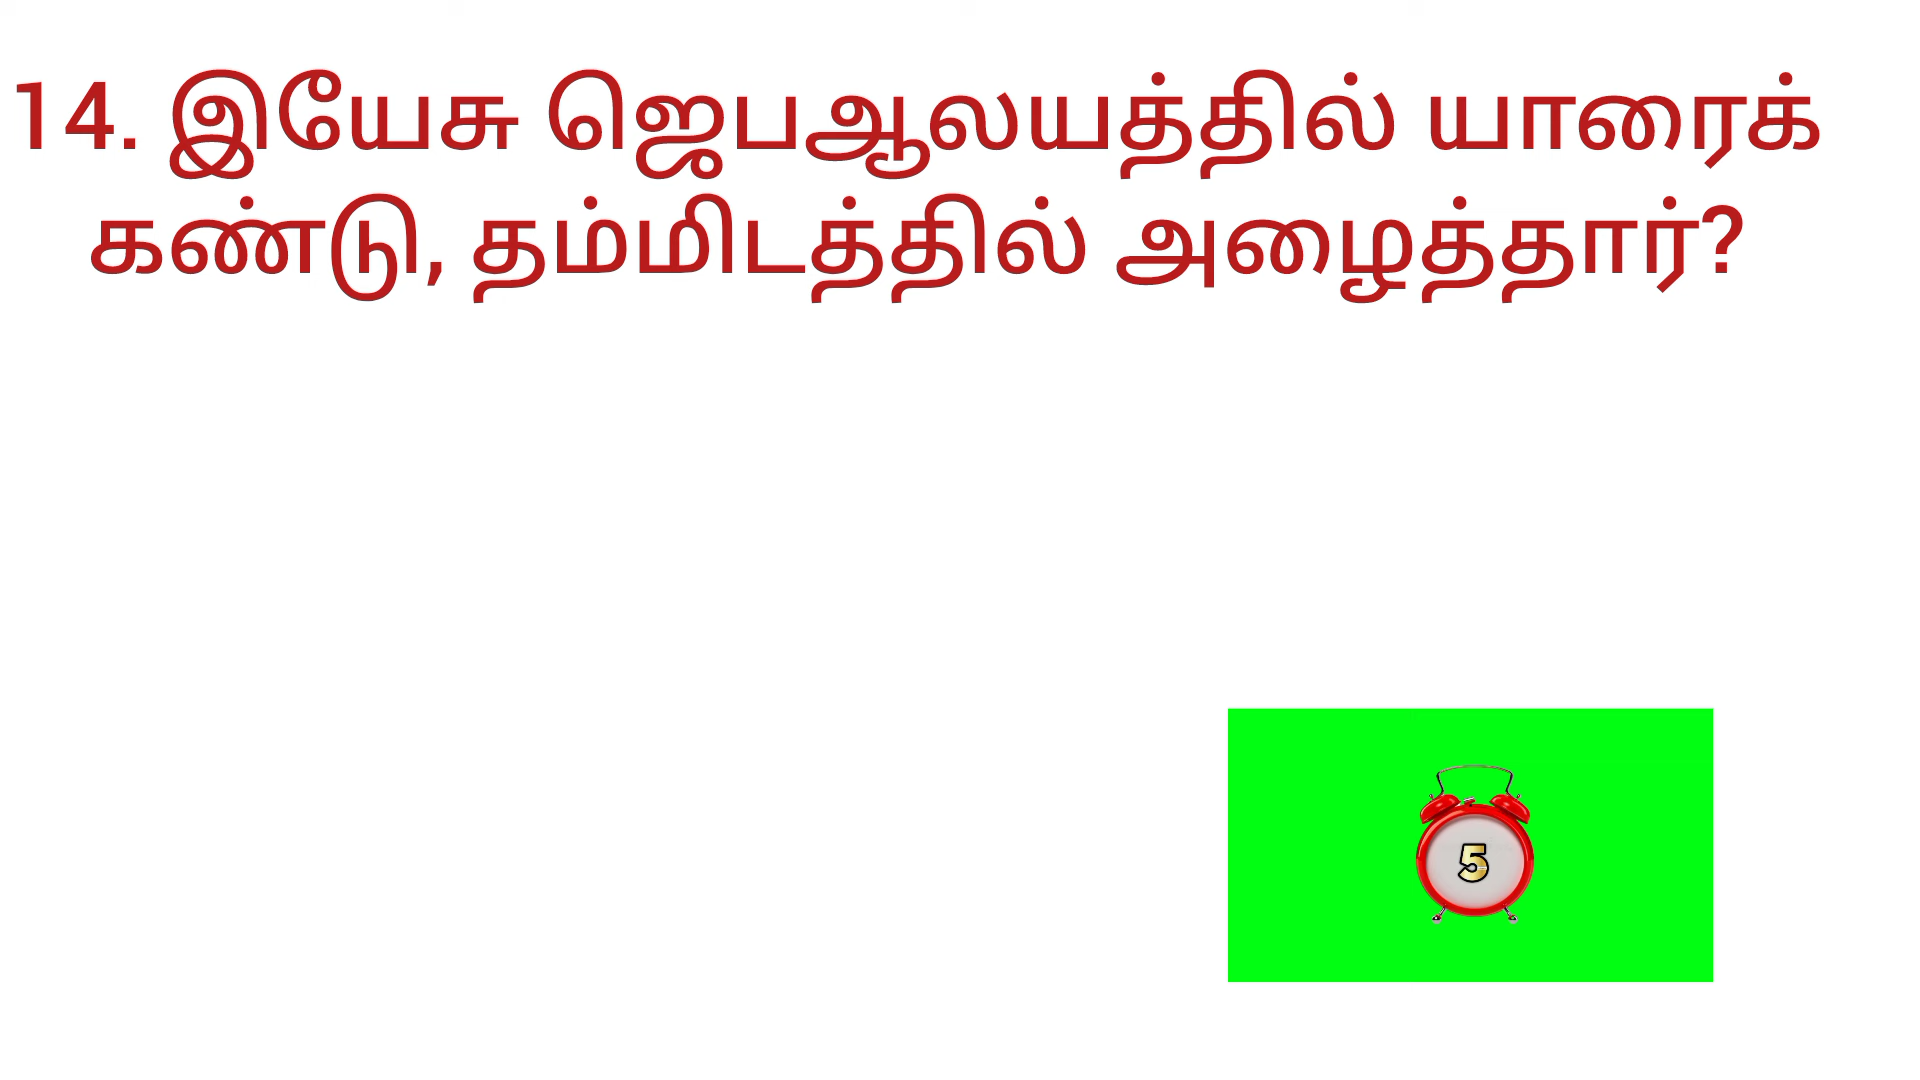 14. இயேசு ஜெபஆலயத்தில் யாரைக்
கண்டு, தம்மிடத்தில் அழைத்தார்?
5